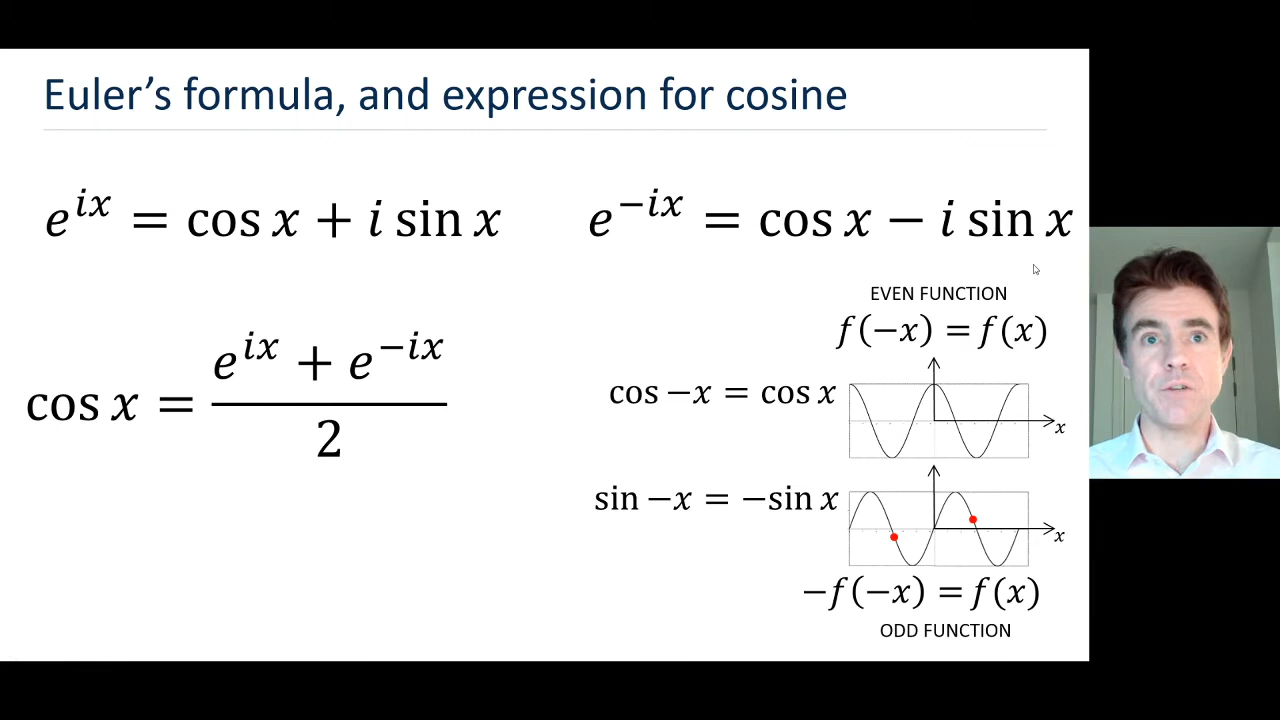 Euler’s formula, and expression for cosine
e^{ix} = cos x + i sin x
e^{−ix} = cos x − i sin x
EVEN FUNCTION
f(−x) = f(x)
cos x = \frac{e^{ix} + e^{−ix}}{2}
cos −x = cos x
x
sin −x = −sin x
x
−f(−x) = f(x)
ODD FUNCTION